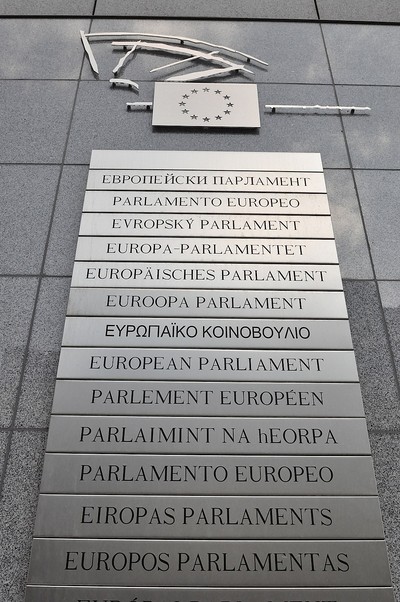 ЕВРОПЕЙСКИ ПАРЛАМЕНТ
PARLAMENTO EUROPEO
EVROPSKÝ PARLAMENT
EUROPA-PARLAMENTET
EUROPÄISCHES PARLAMENT
EUROOPA PARLAMENT
ΕΥΡΩΠΑΪΚΟ ΚΟΙΝΟΒΟΥΛΙΟ
EUROPEAN PARLIAMENT
PARLEMENT EUROPÉEN
PARLAIMINT NA hEORPA
PARLAMENTO EUROPEO
EIROPAS PARLAMENTS
EUROPOS PARLAMENTAS